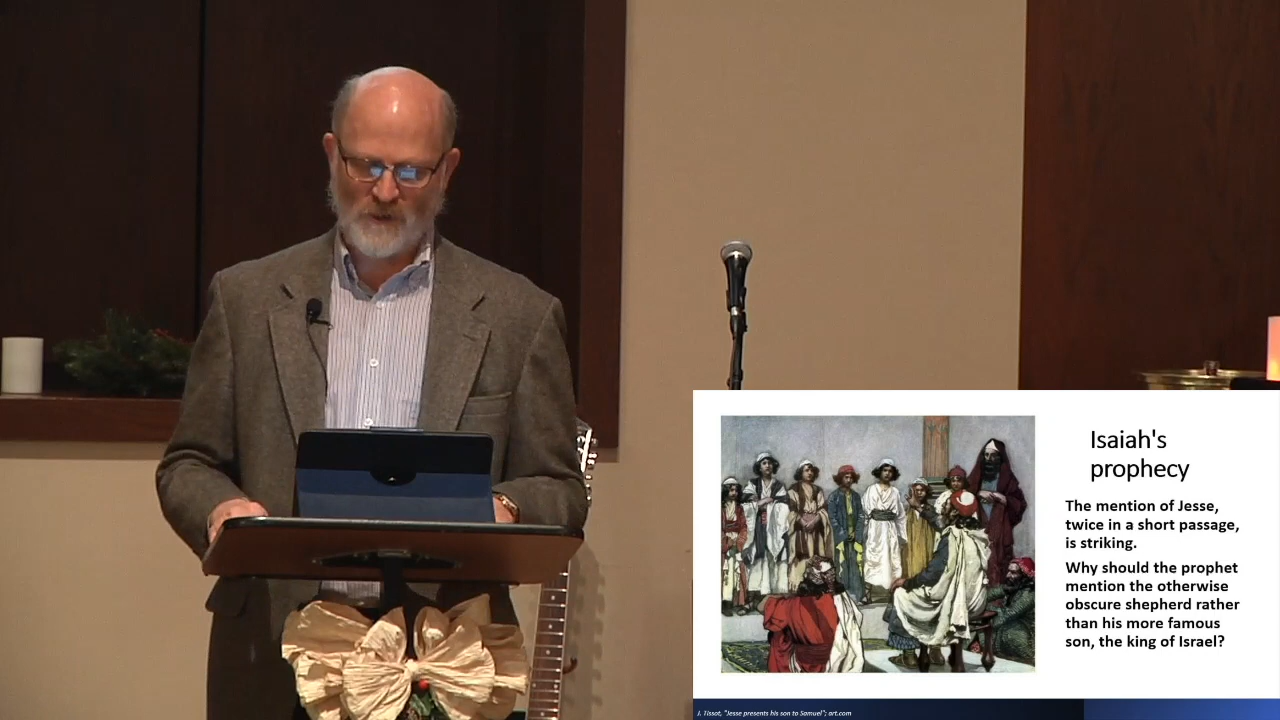 Isaiah's
prophecy
The mention of Jesse,
twice in a short passage,
is striking.
Why should the prophet
mention the otherwise
obscure shepherd rather
than his more famous
son, the king of Israel?
J. Tissot, "Jesse presents his son to Samuel"; art.com